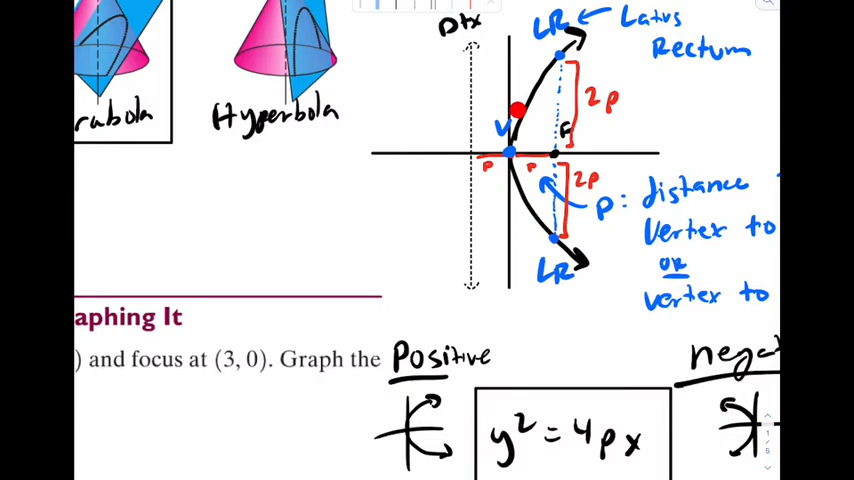 Dtx
LR ← Latus
Rectum
rabola
Hyperbola
2p
V
F
P
P
2p
P: distance
Vertex to
OR
vertex to
LR
aphing It
) and focus at (3, 0). Graph the
Positive
negat
y² = 4px